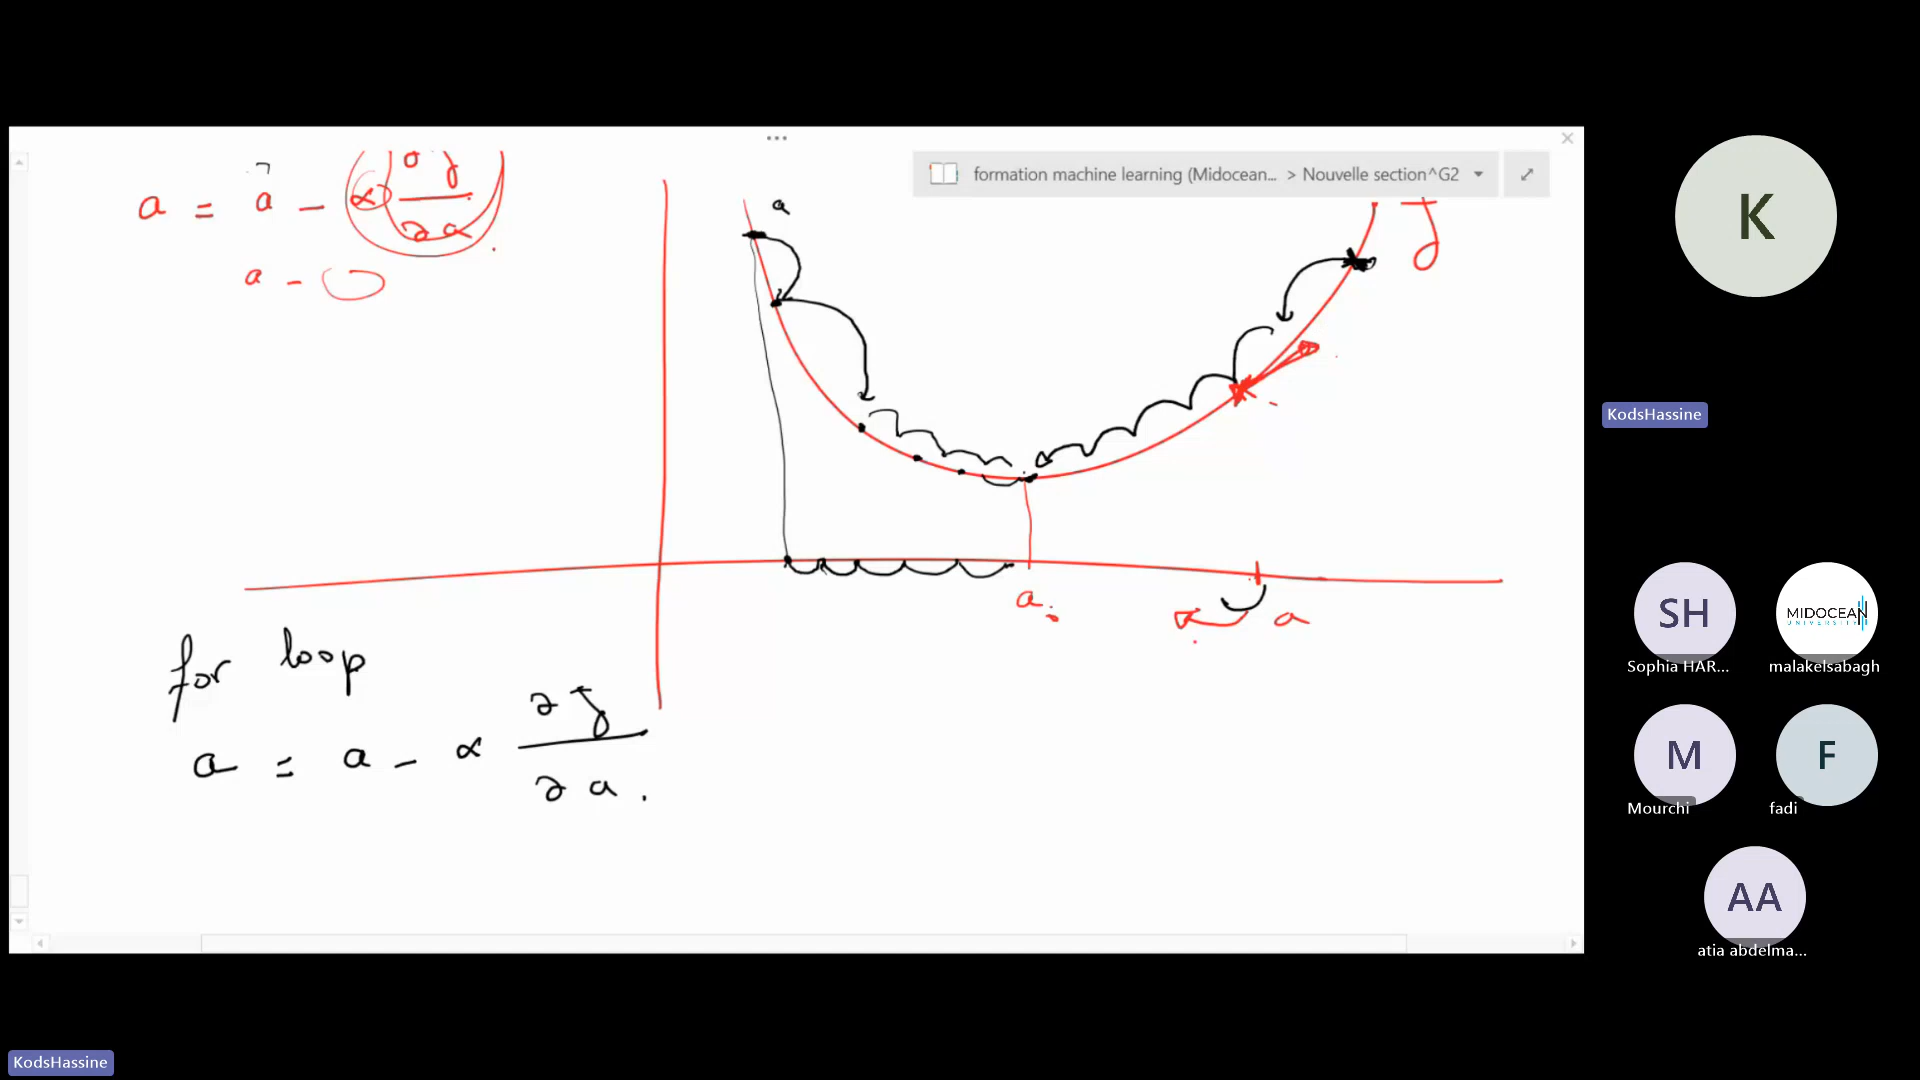 formation machine learning (Midocean... > Nouvelle section^G2
a = a - α ∂J
∂a
a -
a
J
a
a
for loop
a = a - α ∂J
∂a .
K
KodsHassine
SH
Sophia HAR...
MIDOCEAN
UNIVERSITY
malakelsabagh
M
Mourchi
F
fadi
AA
atia abdelma...
KodsHassine